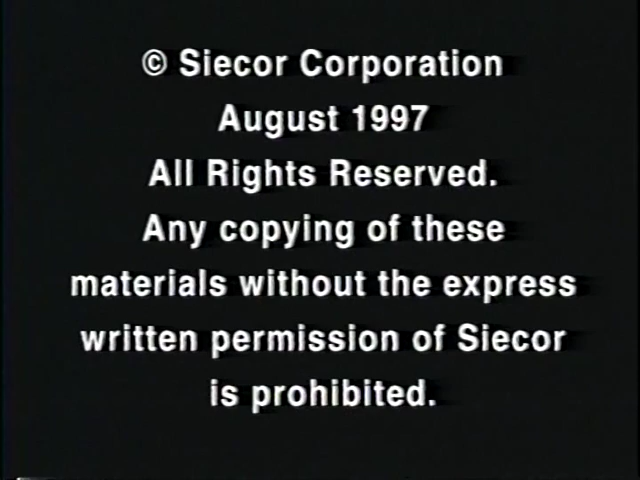 © Siecor Corporation
August 1997
All Rights Reserved.
Any copying of these
materials without the express
written permission of Siecor
is prohibited.